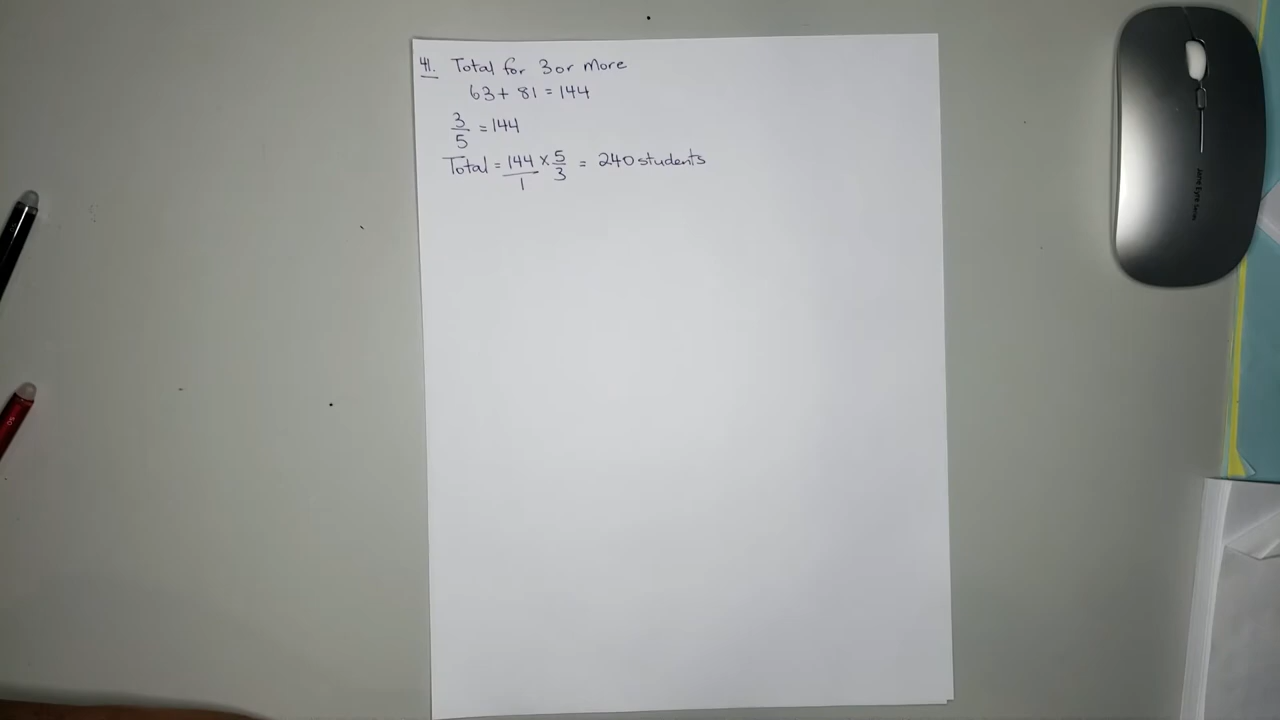 41. Total for 3 or more
63 + 81 = 144
3/5 = 144
Total = 144/1 × 5/3 = 240 students